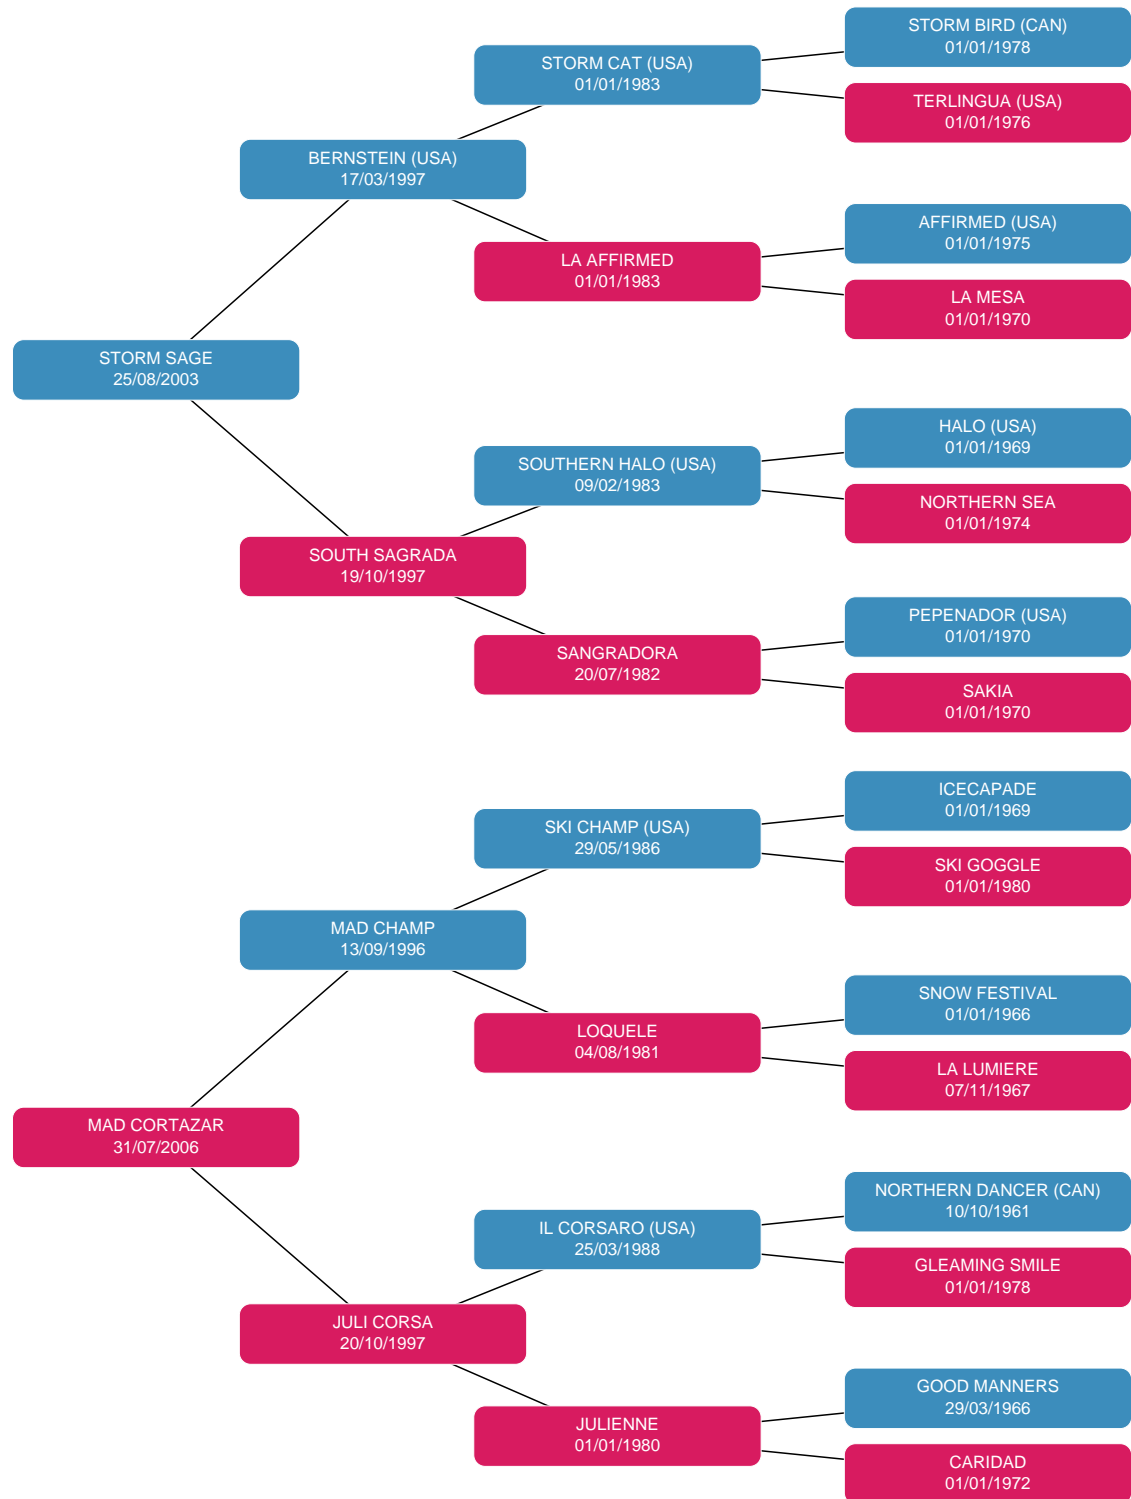 STORM BIRD (CAN)
01/01/1978
STORM CAT (USA)
01/01/1983
TERLINGUA (USA)
01/01/1976
BERNSTEIN (USA)
17/03/1997
AFFIRMED (USA)
01/01/1975
LA AFFIRMED
01/01/1983
LA MESA
01/01/1970
STORM SAGE
25/08/2003
HALO (USA)
01/01/1969
SOUTHERN HALO (USA)
09/02/1983
NORTHERN SEA
01/01/1974
SOUTH SAGRADA
19/10/1997
PEPENADOR (USA)
01/01/1970
SANGRADORA
20/07/1982
SAKIA
01/01/1970
ICECAPADE
01/01/1969
SKI CHAMP (USA)
29/05/1986
SKI GOGGLE
01/01/1980
MAD CHAMP
13/09/1996
SNOW FESTIVAL
01/01/1966
LOQUELE
04/08/1981
LA LUMIERE
07/11/1967
MAD CORTAZAR
31/07/2006
NORTHERN DANCER (CAN)
10/10/1961
IL CORSARO (USA)
25/03/1988
GLEAMING SMILE
01/01/1978
JULI CORSA
20/10/1997
GOOD MANNERS
29/03/1966
JULIENNE
01/01/1980
CARIDAD
01/01/1972